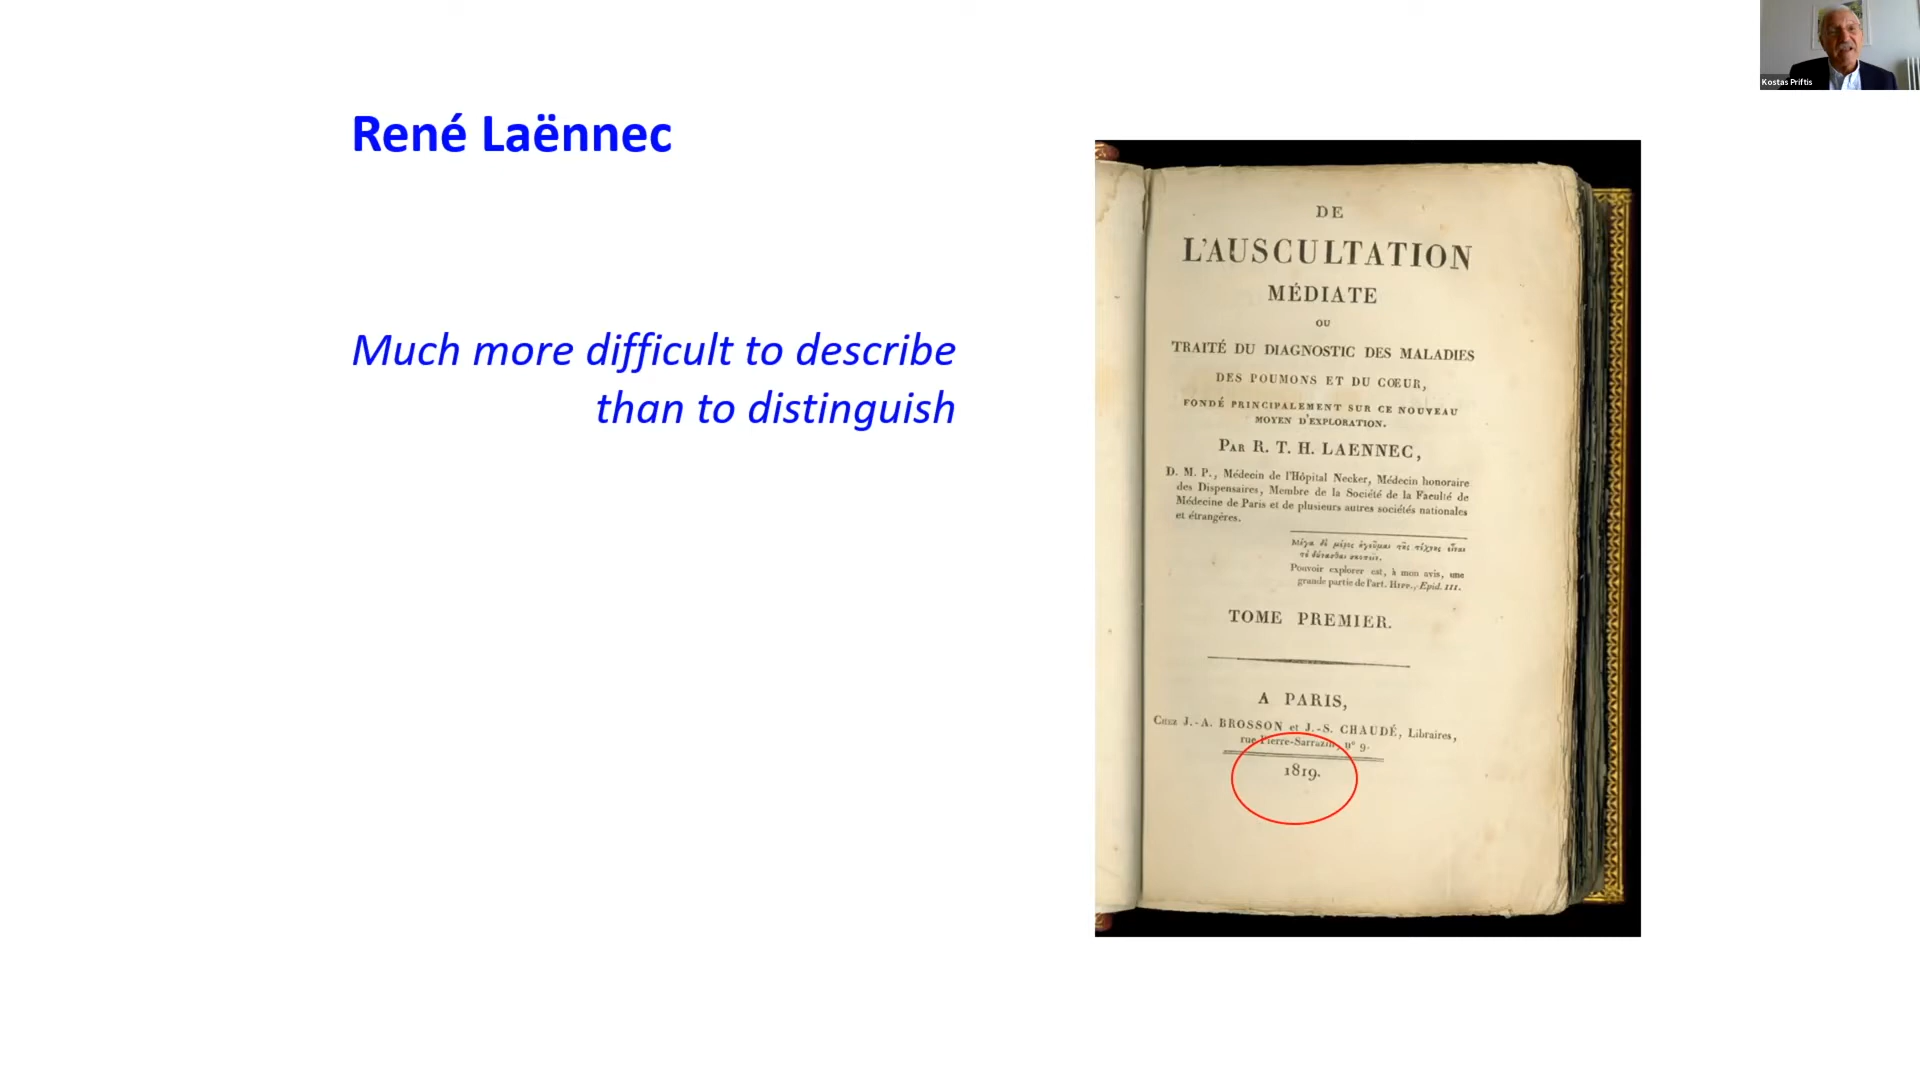 Kostas Priftis
René Laënnec
Much more difficult to describe
than to distinguish
DE
L'AUSCULTATION
MÉDIATE
OU
TRAITÉ DU DIAGNOSTIC DES MALADIES
DES POUMONS ET DU CŒUR,
FONDÉ PRINCIPALEMENT SUR CE NOUVEAU
MOYEN D'EXPLORATION.
PAR R. T. H. LAENNEC,
D. M. P., Médecin de l'Hôpital Necker, Médecin honoraire
des Dispensaires, Membre de la Société de la Faculté de
Médecine de Paris et de plusieurs autres sociétés nationales
et étrangères.
Pouvoir explorer est, à mon avis, une
grande partie de l'art. HIPP., Epid. III.
TOME PREMIER.
A PARIS,
CHEZ J.-A. BROSSON et J.-S. CHAUDÉ, Libraires,
rue Pierre-Sarrazin, n° 9.
1819.